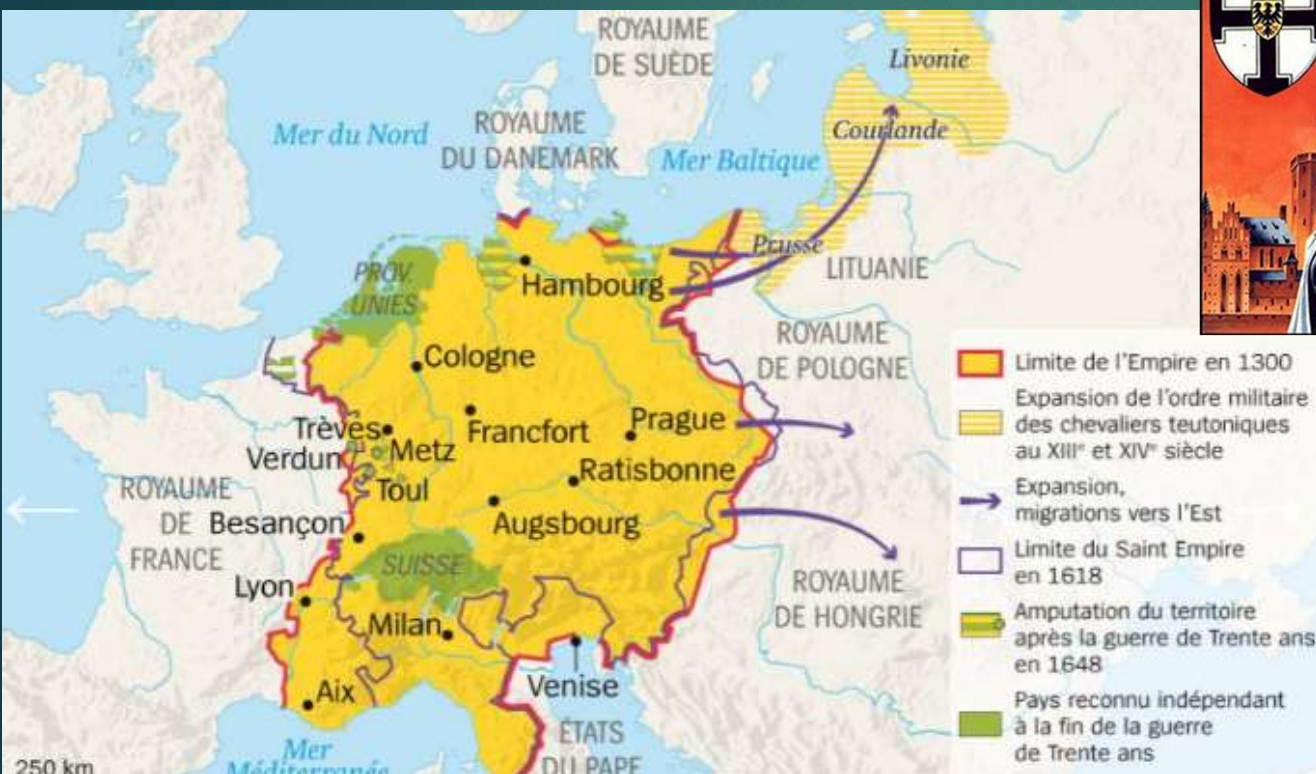 ROYAUME
DE SUÈDE
Livonie
Mer du Nord
ROYAUME
DU DANEMARK
Mer Baltique
Courlande
PROV.
UNIES
Hambourg
Prusse
LITUANIE
Cologne
ROYAUME
DE POLOGNE
Trèves
Francfort
Prague
Verdun
Metz
Toul
Ratisbonne
ROYAUME
DE
FRANCE
Besançon
Augsbourg
SUISSE
Lyon
Milan
ROYAUME
DE HONGRIE
Aix
Venise
ÉTATS
DU PAPE
Mer
Méditerranée
250 km
Limite de l'Empire en 1300
Expansion de l'ordre militaire
des chevaliers teutoniques
au XIIIᵉ et XIVᵉ siècle
Expansion,
migrations vers l'Est
Limite du Saint Empire
en 1618
Amputation du territoire
après la guerre de Trente ans
en 1648
Pays reconnu indépendant
à la fin de la guerre
de Trente ans